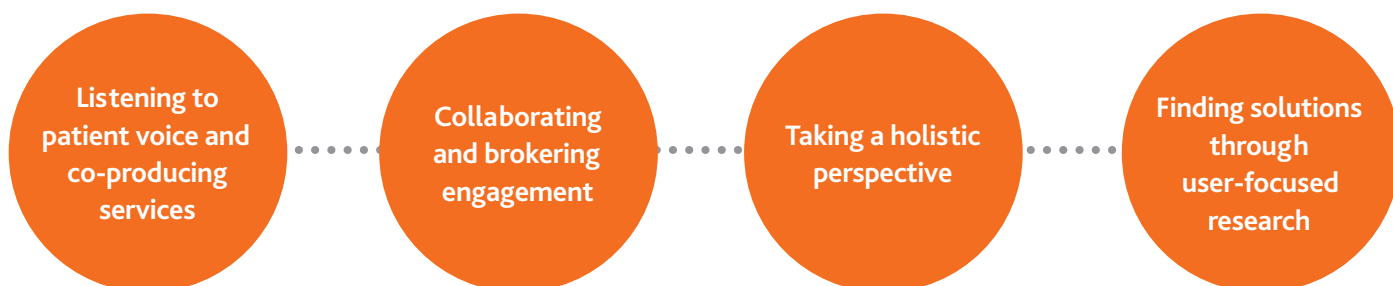 Listening to
patient voice and
co-producing
services
Collaborating
and brokering
engagement
Taking a holistic
perspective
Finding solutions
through
user-focused
research